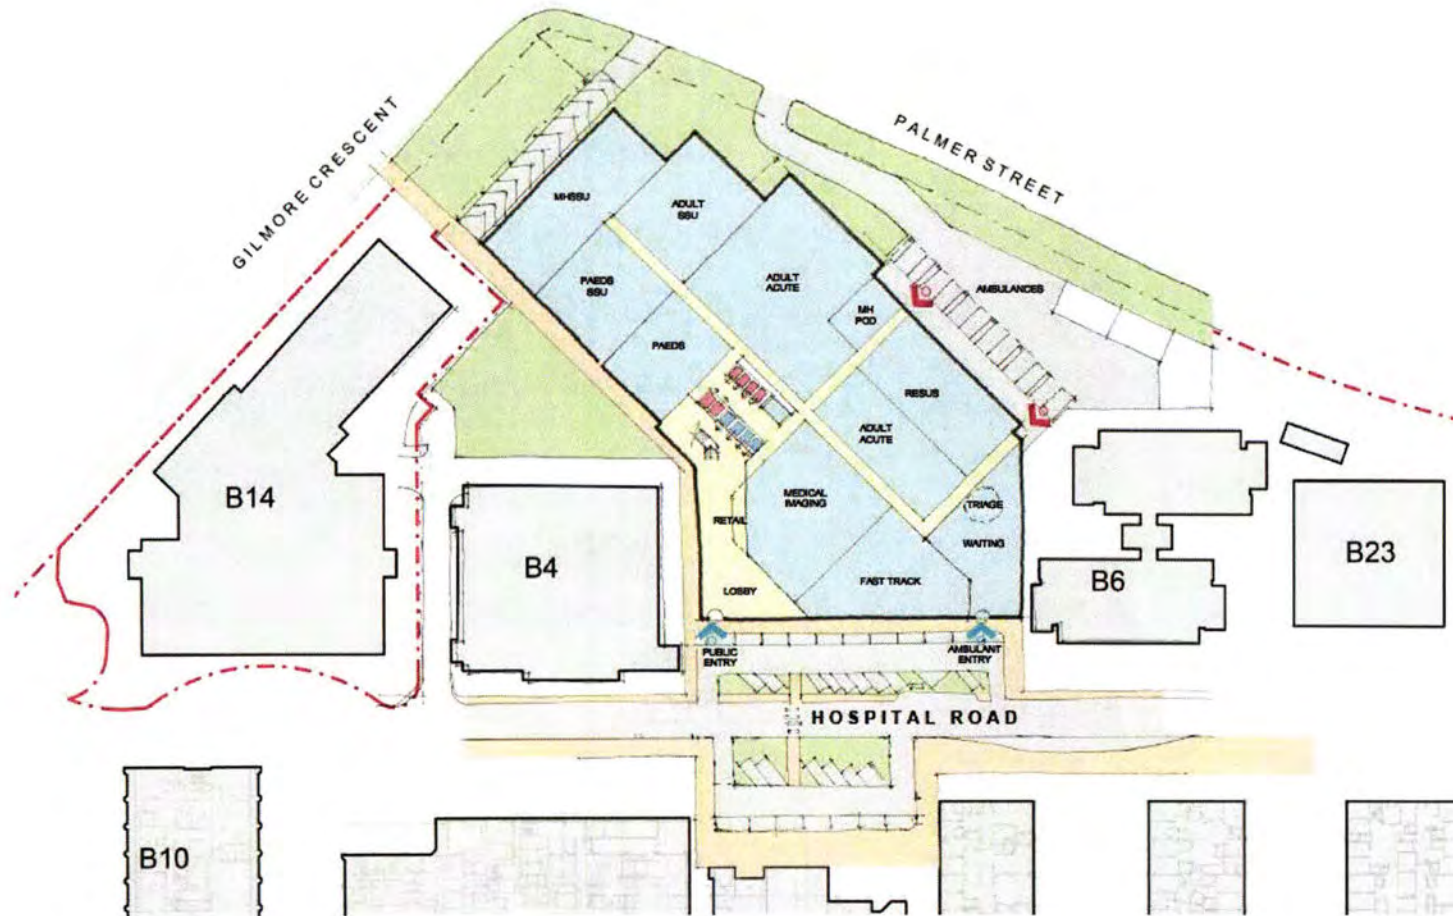 GILMORE CRESCENT
PALMER STREET
MHSSU
ADULT
SSU
PAEDS
SSU
ADULT
ACUTE
AMBULANCES
MH
POD
PAEDS
RESUS
ADULT
ACUTE
MEDICAL
IMAGING
TRIAGE
RETAIL
WAITING
FAST TRACK
LOBBY
B14
B4
B6
B23
PUBLIC
ENTRY
AMBULANT
ENTRY
HOSPITAL ROAD
B10